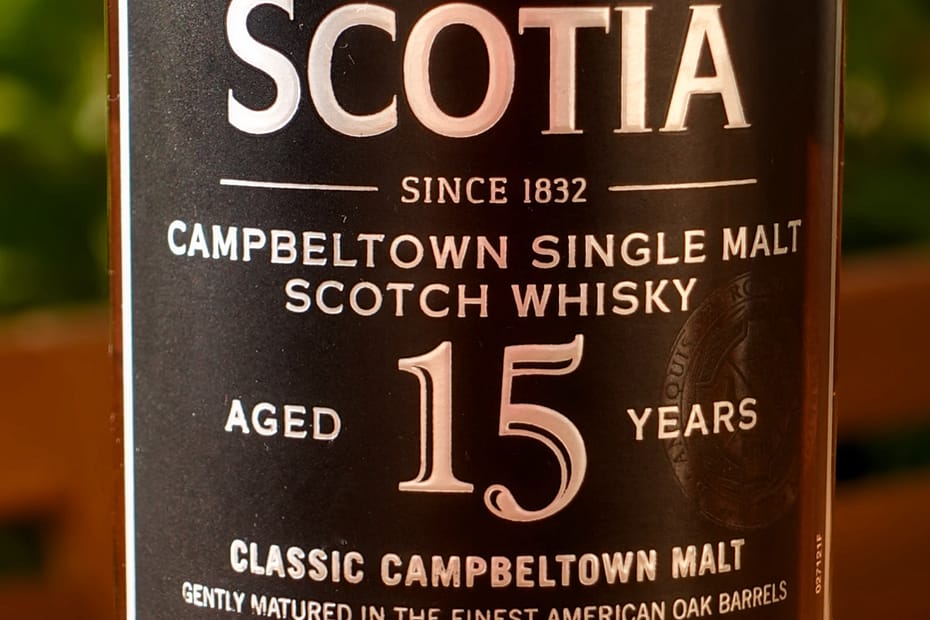 SCOTIA
SINCE 1832
CAMPBELTOWN SINGLE MALT
SCOTCH WHISKY
AGED 15 YEARS
CLASSIC CAMPBELTOWN MALT
GENTLY MATURED IN THE FINEST AMERICAN OAK BARRELS
027121F